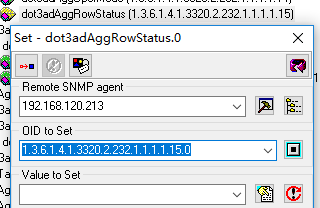 dot3adAggRowStatus (1.3.6.1.4.1.3320.2.232.1.1.1.1.15)
Set - dot3adAggRowStatus.0
Remote SNMP agent
192.168.120.213
OID to Set
1.3.6.1.4.1.3320.2.232.1.1.1.1.15.0
Value to Set